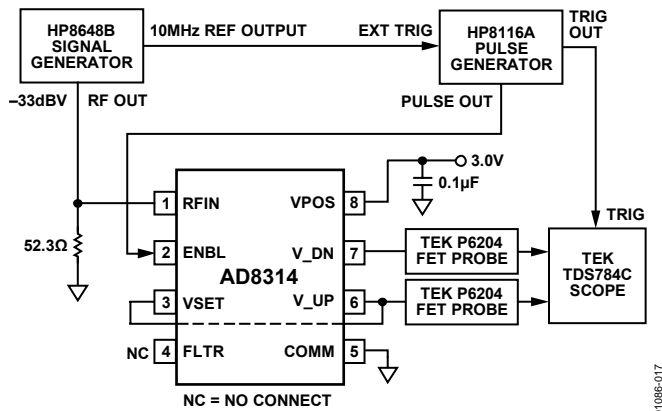 HP8648B
SIGNAL
GENERATOR
10MHz REF OUTPUT
EXT TRIG
HP8116A
PULSE
GENERATOR
TRIG
OUT
–33dBV
RF OUT
PULSE OUT
3.0V
0.1µF
1
RFIN
VPOS
8
TRIG
52.3Ω
2
ENBL
V_DN
7
TEK P6204
FET PROBE
TEK
TDS784C
SCOPE
AD8314
3
VSET
V_UP
6
TEK P6204
FET PROBE
NC
4
FLTR
COMM
5
NC = NO CONNECT
01086-017